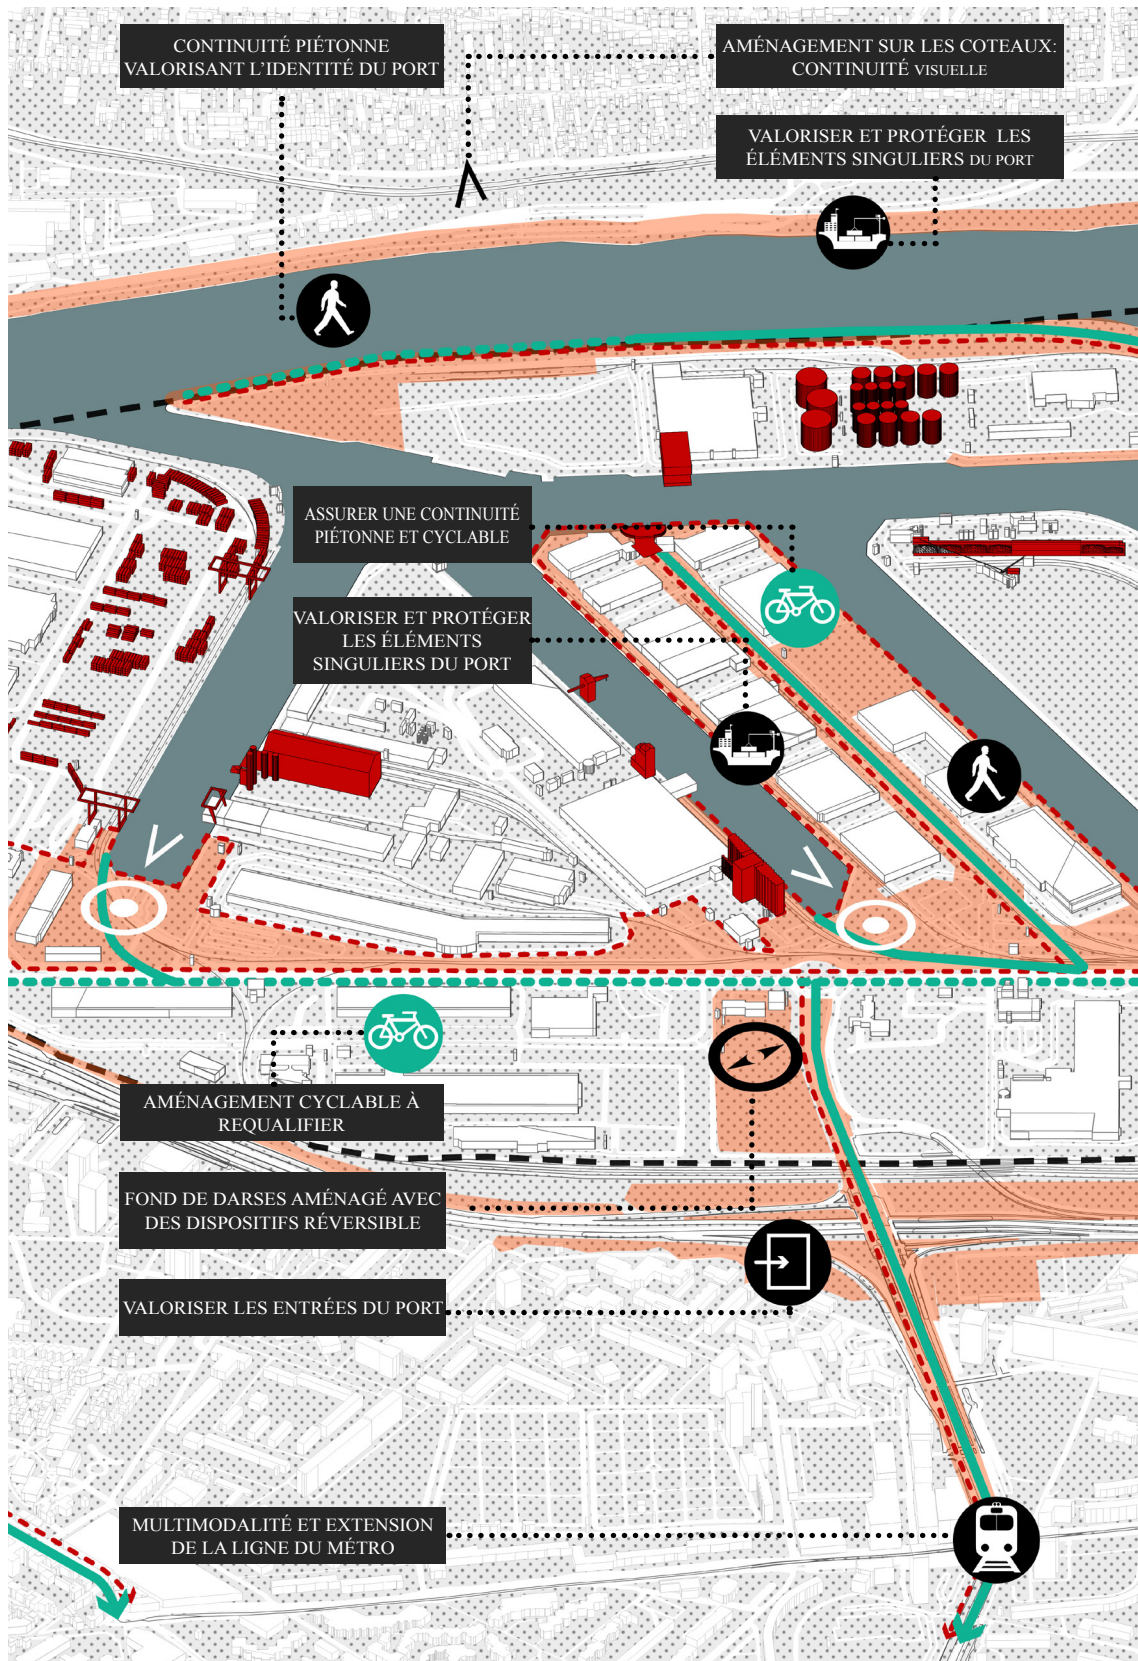 CONTINUITÉ PIÉTONNE
VALORISANT L'IDENTITÉ DU PORT
AMÉNAGEMENT SUR LES COTEAUX:
CONTINUITÉ VISUELLE
VALORISER ET PROTÉGER LES
ÉLÉMENTS SINGULIERS DU PORT
ASSURER UNE CONTINUITÉ
PIÉTONNE ET CYCLABLE
VALORISER ET PROTÉGER
LES ÉLÉMENTS
SINGULIERS DU PORT
AMÉNAGEMENT CYCLABLE À
REQUALIFIER
FOND DE DARSES AMÉNAGÉ AVEC
DES DISPOSITIFS RÉVERSIBLE
VALORISER LES ENTRÉES DU PORT
MULTIMODALITÉ ET EXTENSION
DE LA LIGNE DU MÉTRO